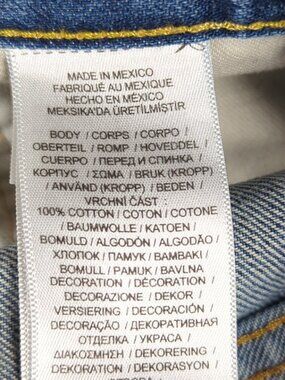 MADE IN MEXICO
FABRIQUÉ AU MEXIQUE
HECHO EN MÉXICO
MEKSIKA'DA ÜRETİLMİŞTİR
BODY / CORPS / CORPO /
OBERTEIL / ROMP / HOVEDDEL /
CUERPO / ПЕРЕД И СПИНКА /
КОРПУС / ΣΩΜΑ / BRUK (KROPP)
/ ANVÄND (KROPP) / BEDEN /
VRCHNÍ ČÁST :
100% COTTON / COTON / COTONE
/ BAUMWOLLE / KATOEN /
BOMULD / ALGODÓN / ALGODÃO /
ХЛОПОК / ПАМУК / ΒΑΜΒΑΚΙ /
BOMULL / PAMUK / BAVLNA
DECORATION / DÉCORATION /
DECORAZIONE / DEKOR /
VERSIERING / DECORACIÓN /
DECORAÇÃO / ДЕКОРАТИВНАЯ
ОТДЕЛКА / УКРАСА /
ΔΙΑΚΟΣΜΗΣΗ / DEKORERING /
DEKORATION / DEKORASYON /